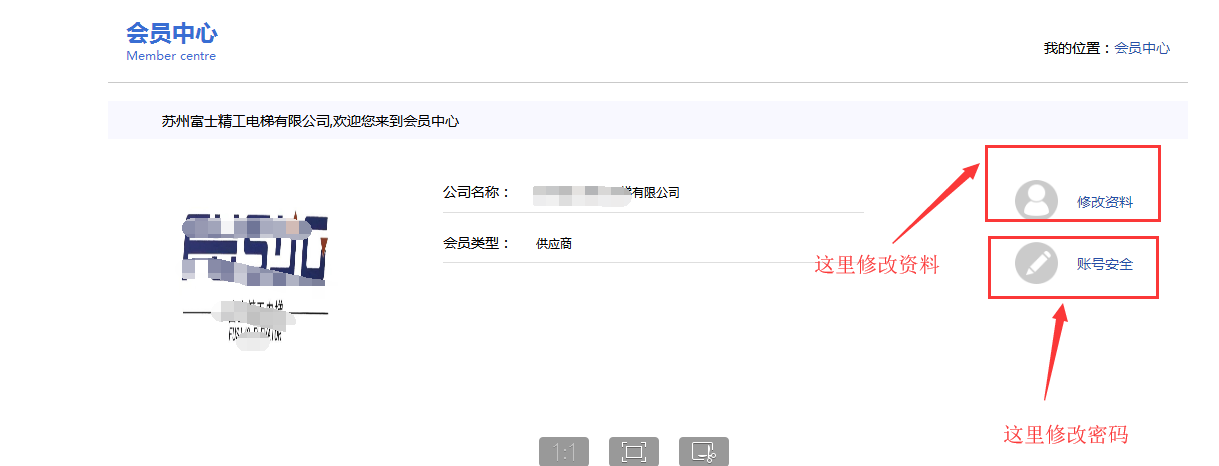 会员中心
Member centre
我的位置：会员中心
苏州富士精工电梯有限公司,欢迎您来到会员中心
公司名称： 梯有限公司
修改资料
会员类型： 供应商
账号安全
这里修改资料
这里修改密码
1:1